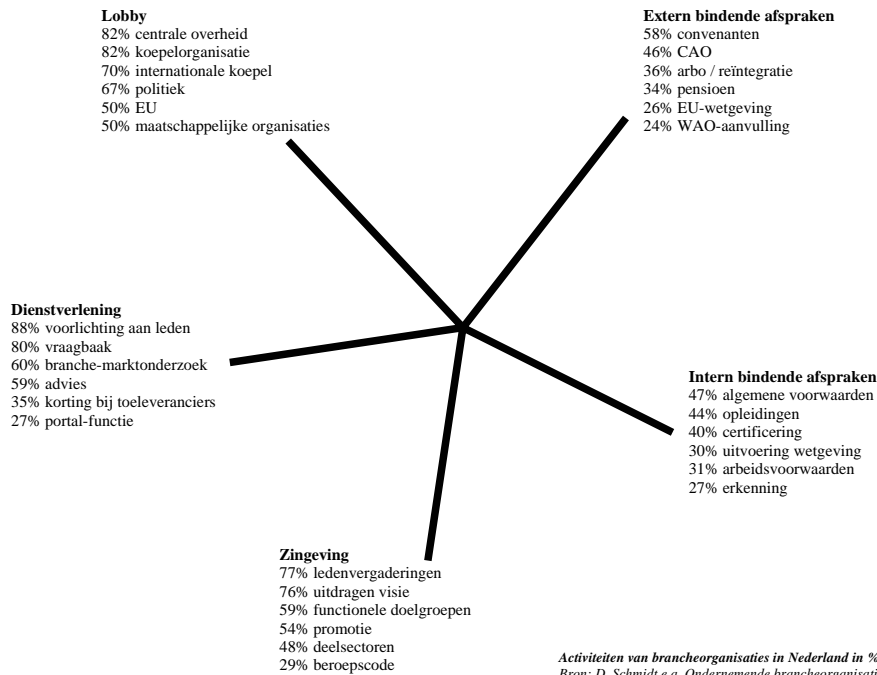 Lobby
82% centrale overheid
82% koepelorganisatie
70% internationale koepel
67% politiek
50% EU
50% maatschappelijke organisaties
Extern bindende afspraken
58% convenanten
46% CAO
36% arbo / reïntegratie
34% pensioen
26% EU-wetgeving
24% WAO-aanvulling
Dienstverlening
88% voorlichting aan leden
80% vraagbaak
60% branche-marktonderzoek
59% advies
35% korting bij toeleveranciers
27% portal-functie
Intern bindende afspraken
47% algemene voorwaarden
44% opleidingen
40% certificering
30% uitvoering wetgeving
31% arbeidsvoorwaarden
27% erkenning
Zingeving
77% ledenvergaderingen
76% uitdragen visie
59% functionele doelgroepen
54% promotie
48% deelsectoren
29% beroepscode
Activiteiten van brancheorganisaties in Nederland in %
Bron: D. Schmidt e.a. Ondernemende brancheorganisati